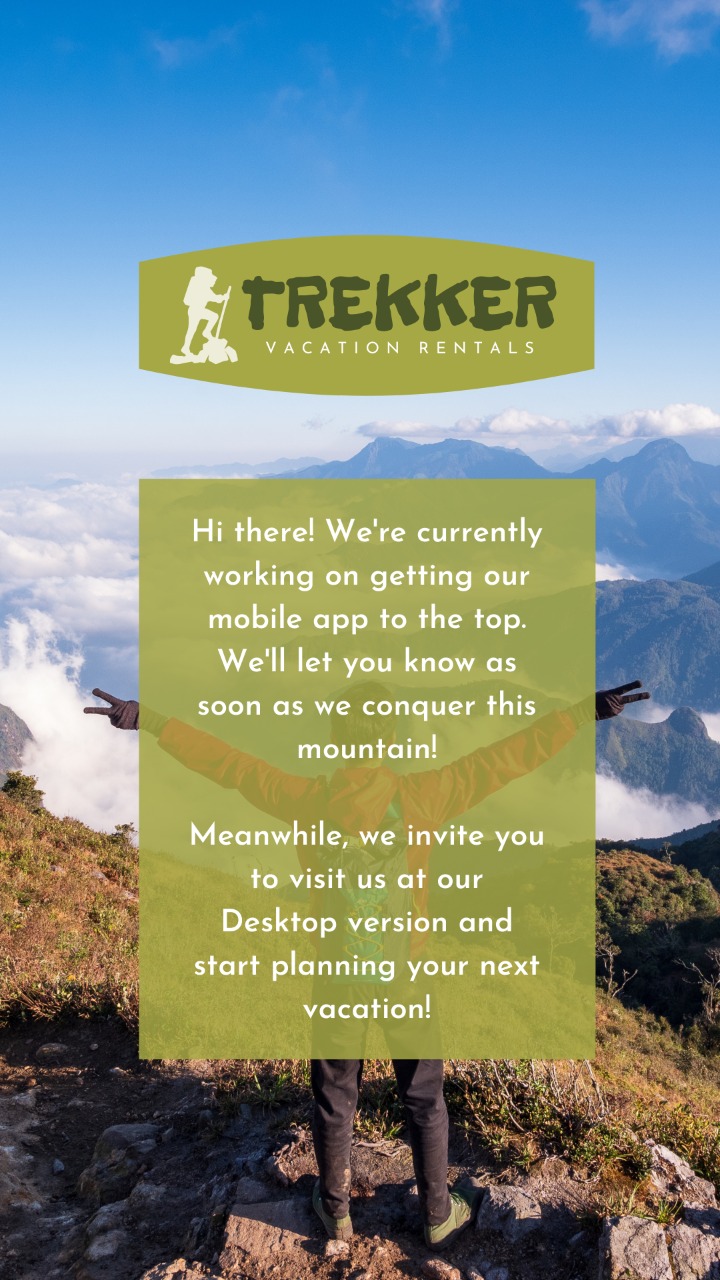 TREKKER
VACATION RENTALS
Hi there! We're currently
working on getting our
mobile app to the top.
We'll let you know as
soon as we conquer this
mountain!
Meanwhile, we invite you
to visit us at our
Desktop version and
start planning your next
vacation!